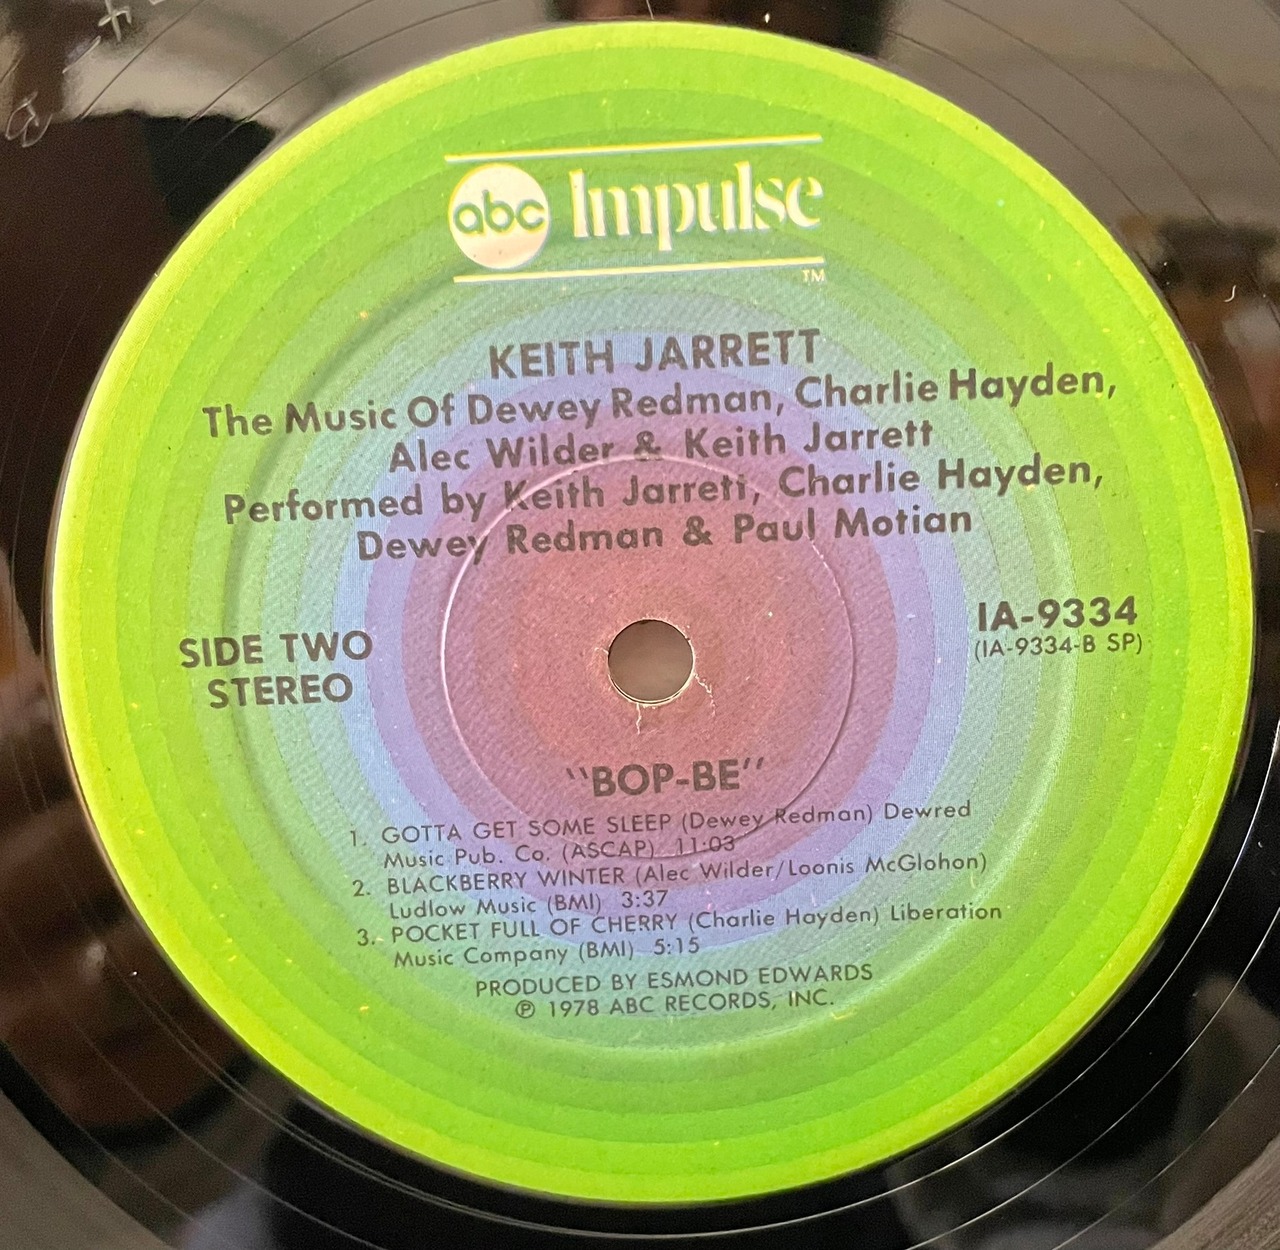 abc Impulse
TM
KEITH JARRETT
The Music Of Dewey Redman, Charlie Hayden,
Alec Wilder & Keith Jarrett
Performed by Keith Jarrett, Charlie Hayden,
Dewey Redman & Paul Motian
SIDE TWO
STEREO
IA-9334
(IA-9334-B SP)
"BOP-BE"
1. GOTTA GET SOME SLEEP (Dewey Redman) Dewred
Music Pub. Co. (ASCAP) 11:03
2. BLACKBERRY WINTER (Alec Wilder/Loonis McGlohon)
Ludlow Music (BMI) 3:37
3. POCKET FULL OF CHERRY (Charlie Hayden) Liberation
Music Company (BMI) 5:15
PRODUCED BY ESMOND EDWARDS
℗ 1978 ABC RECORDS, INC.